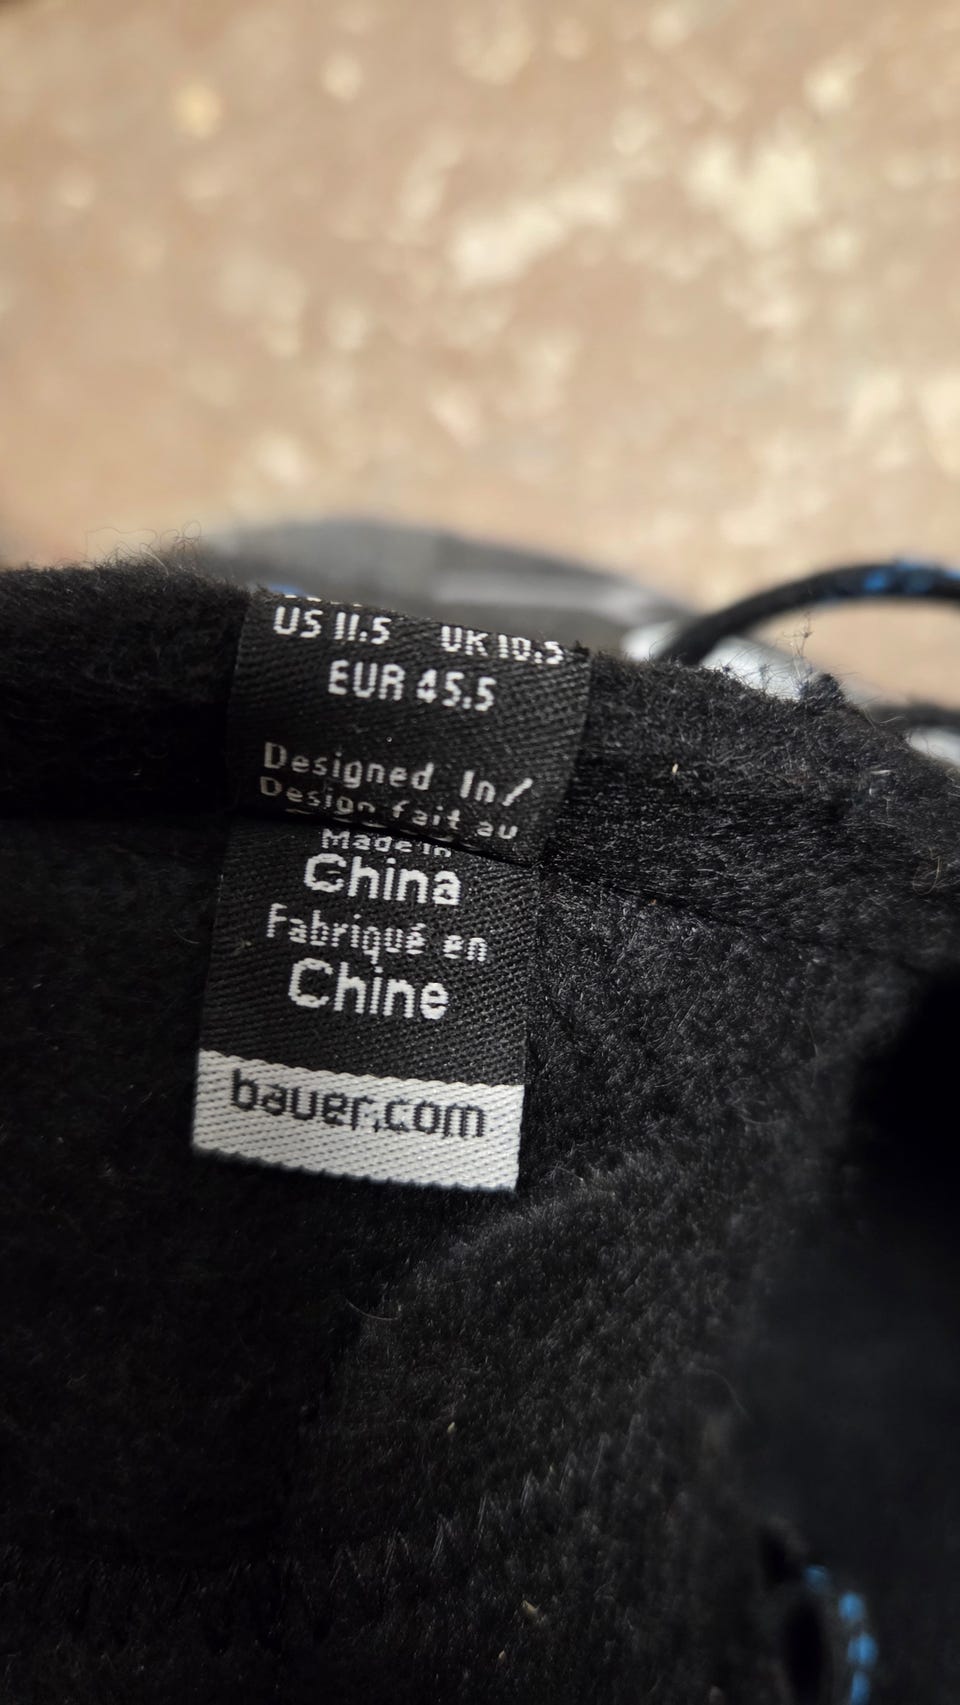 US 11.5 UK 10.5
EUR 45.5
Designed In/
Design fait au
Made in
China
Fabriqué en
Chine
bauer.com